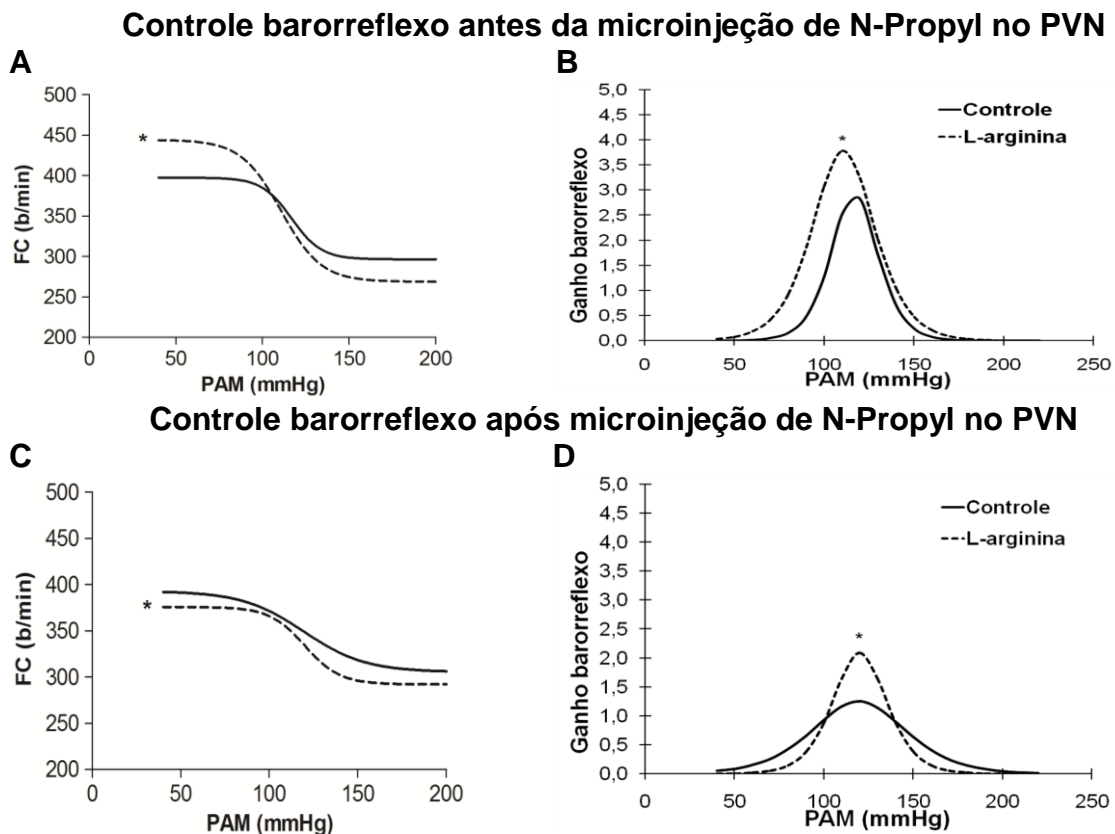 Controle barorreflexo antes da microinjeção de N-Propyl no PVN
A
B
500
450
400
350
300
250
200
FC (b/min)
*
0 50 100 150 200
PAM (mmHg)
5,0
4,5
4,0
3,5
3,0
2,5
2,0
1,5
1,0
0,5
0,0
Ganho barorreflexo
*
Controle
L-arginina
0 50 100 150 200 250
PAM (mmHg)
Controle barorreflexo após microinjeção de N-Propyl no PVN
C
D
500
450
400
350
300
250
200
FC (b/min)
*
0 50 100 150 200
PAM (mmHg)
5,0
4,5
4,0
3,5
3,0
2,5
2,0
1,5
1,0
0,5
0,0
Ganho barorreflexo
*
Controle
L-arginina
0 50 100 150 200 250
PAM (mmHg)